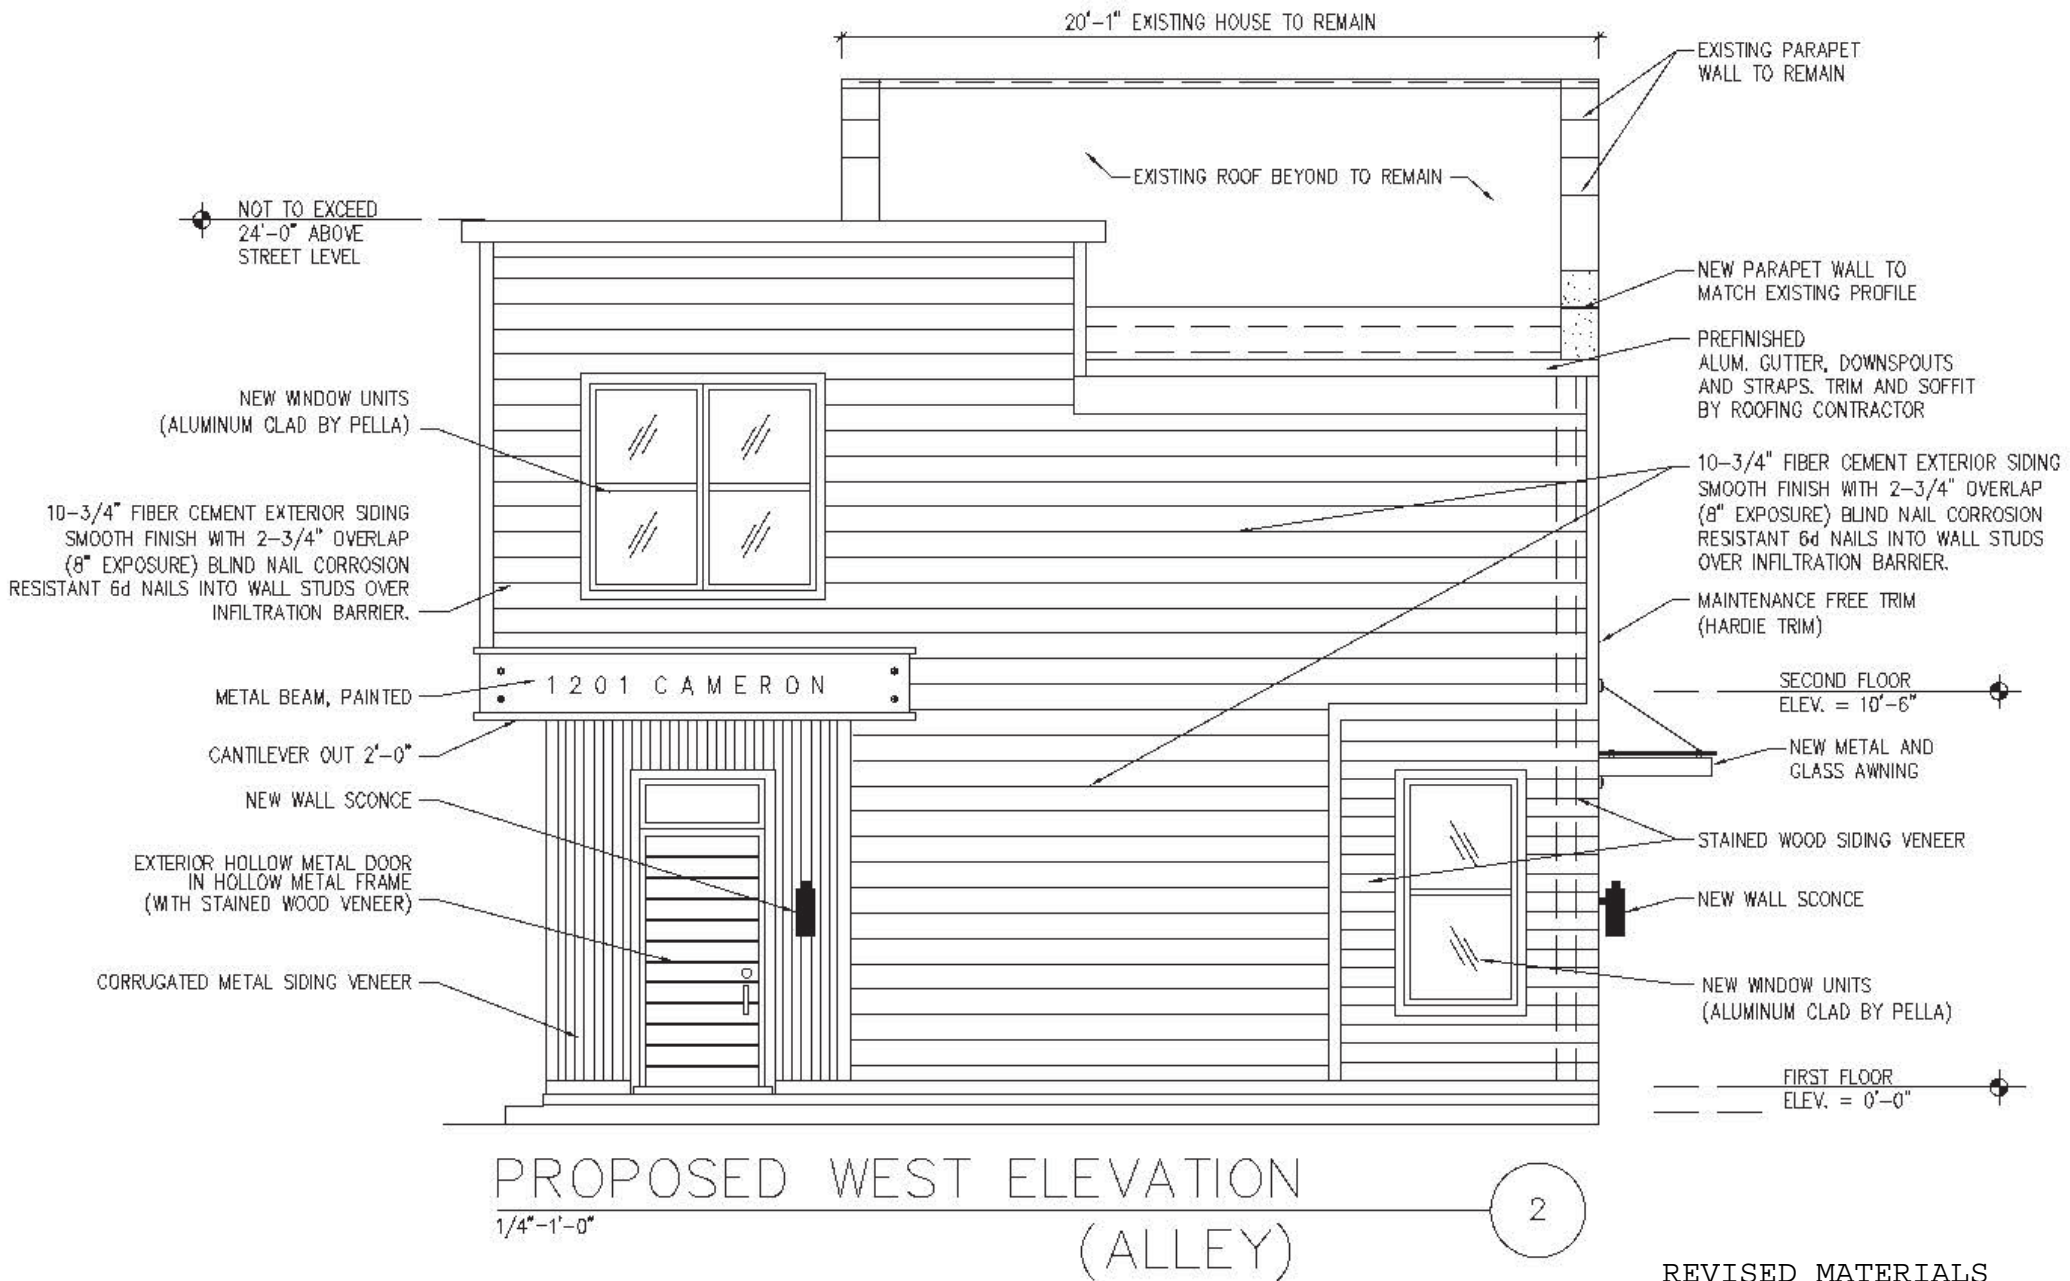 20'-1" EXISTING HOUSE TO REMAIN
EXISTING PARAPET
WALL TO REMAIN
EXISTING ROOF BEYOND TO REMAIN
NOT TO EXCEED
24'-0" ABOVE
STREET LEVEL
NEW PARAPET WALL TO
MATCH EXISTING PROFILE
PREFINISHED
ALUM. GUTTER, DOWNSPOUTS
AND STRAPS. TRIM AND SOFFIT
BY ROOFING CONTRACTOR
NEW WINDOW UNITS
(ALUMINUM CLAD BY PELLA)
10-3/4" FIBER CEMENT EXTERIOR SIDING
SMOOTH FINISH WITH 2-3/4" OVERLAP
(8" EXPOSURE) BLIND NAIL CORROSION
RESISTANT 6d NAILS INTO WALL STUDS OVER
INFILTRATION BARRIER.
10-3/4" FIBER CEMENT EXTERIOR SIDING
SMOOTH FINISH WITH 2-3/4" OVERLAP
(8" EXPOSURE) BLIND NAIL CORROSION
RESISTANT 6d NAILS INTO WALL STUDS
OVER INFILTRATION BARRIER.
MAINTENANCE FREE TRIM
(HARDIE TRIM)
METAL BEAM, PAINTED
1201 CAMERON
SECOND FLOOR
ELEV. = 10'-6"
CANTILEVER OUT 2'-0"
NEW METAL AND
GLASS AWNING
NEW WALL SCONCE
STAINED WOOD SIDING VENEER
EXTERIOR HOLLOW METAL DOOR
IN HOLLOW METAL FRAME
(WITH STAINED WOOD VENEER)
NEW WALL SCONCE
CORRUGATED METAL SIDING VENEER
NEW WINDOW UNITS
(ALUMINUM CLAD BY PELLA)
FIRST FLOOR
ELEV. = 0'-0"
PROPOSED WEST ELEVATION
1/4"-1'-0"
(ALLEY)
2
REVISED MATERIALS